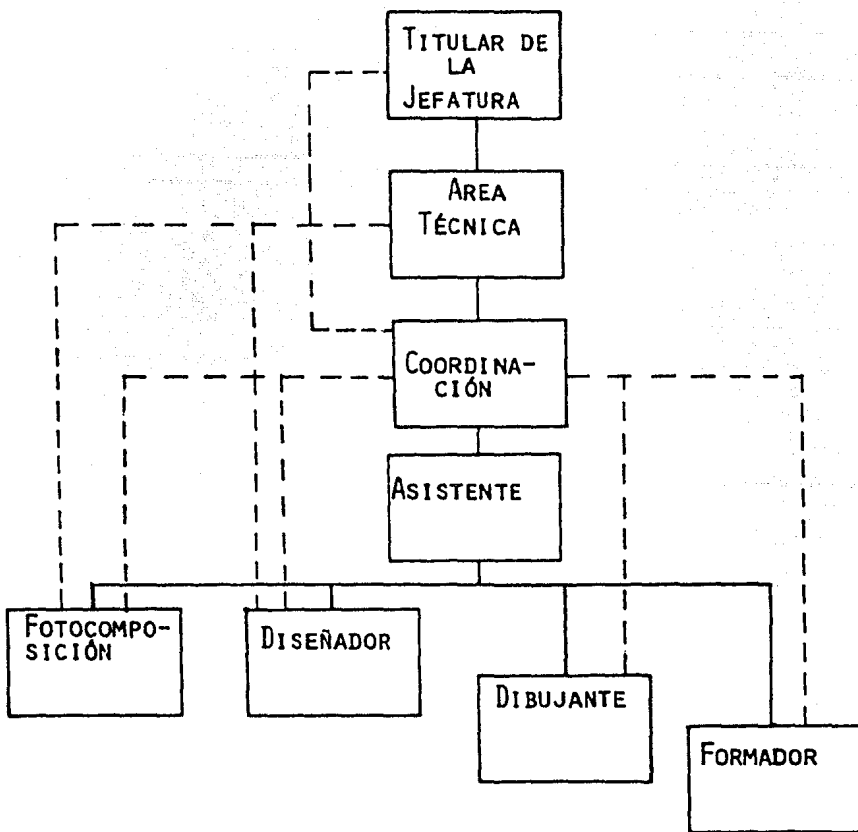 TITULAR DE
LA
JEFATURA
AREA
TÉCNICA
COORDINA-
CIÓN
ASISTENTE
FOTOCOMPO-
SICIÓN
DISEÑADOR
DIBUJANTE
FORMADOR